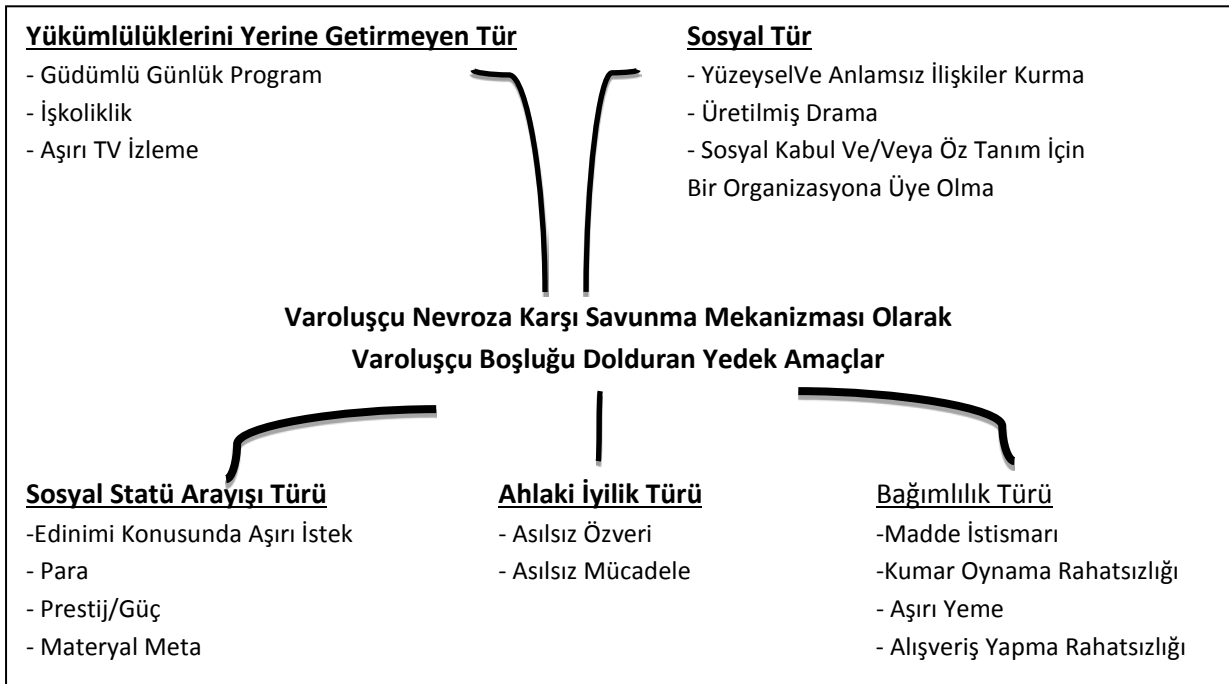 Yükümlülüklerini Yerine Getirmeyen Tür
- Güdümlü Günlük Program
- İşkoliklik
- Aşırı TV İzleme
Sosyal Tür
- YüzeyselVe Anlamsız İlişkiler Kurma
- Üretilmiş Drama
- Sosyal Kabul Ve/Veya Öz Tanım İçin
Bir Organizasyona Üye Olma
Varoluşçu Nevroza Karşı Savunma Mekanizması Olarak
Varoluşçu Boşluğu Dolduran Yedek Amaçlar
Sosyal Statü Arayışı Türü
-Edinimi Konusunda Aşırı İstek
- Para
- Prestij/Güç
- Materyal Meta
Ahlaki İyilik Türü
- Asılsız Özveri
- Asılsız Mücadele
Bağımlılık Türü
-Madde İstismarı
-Kumar Oynama Rahatsızlığı
- Aşırı Yeme
- Alışveriş Yapma Rahatsızlığı